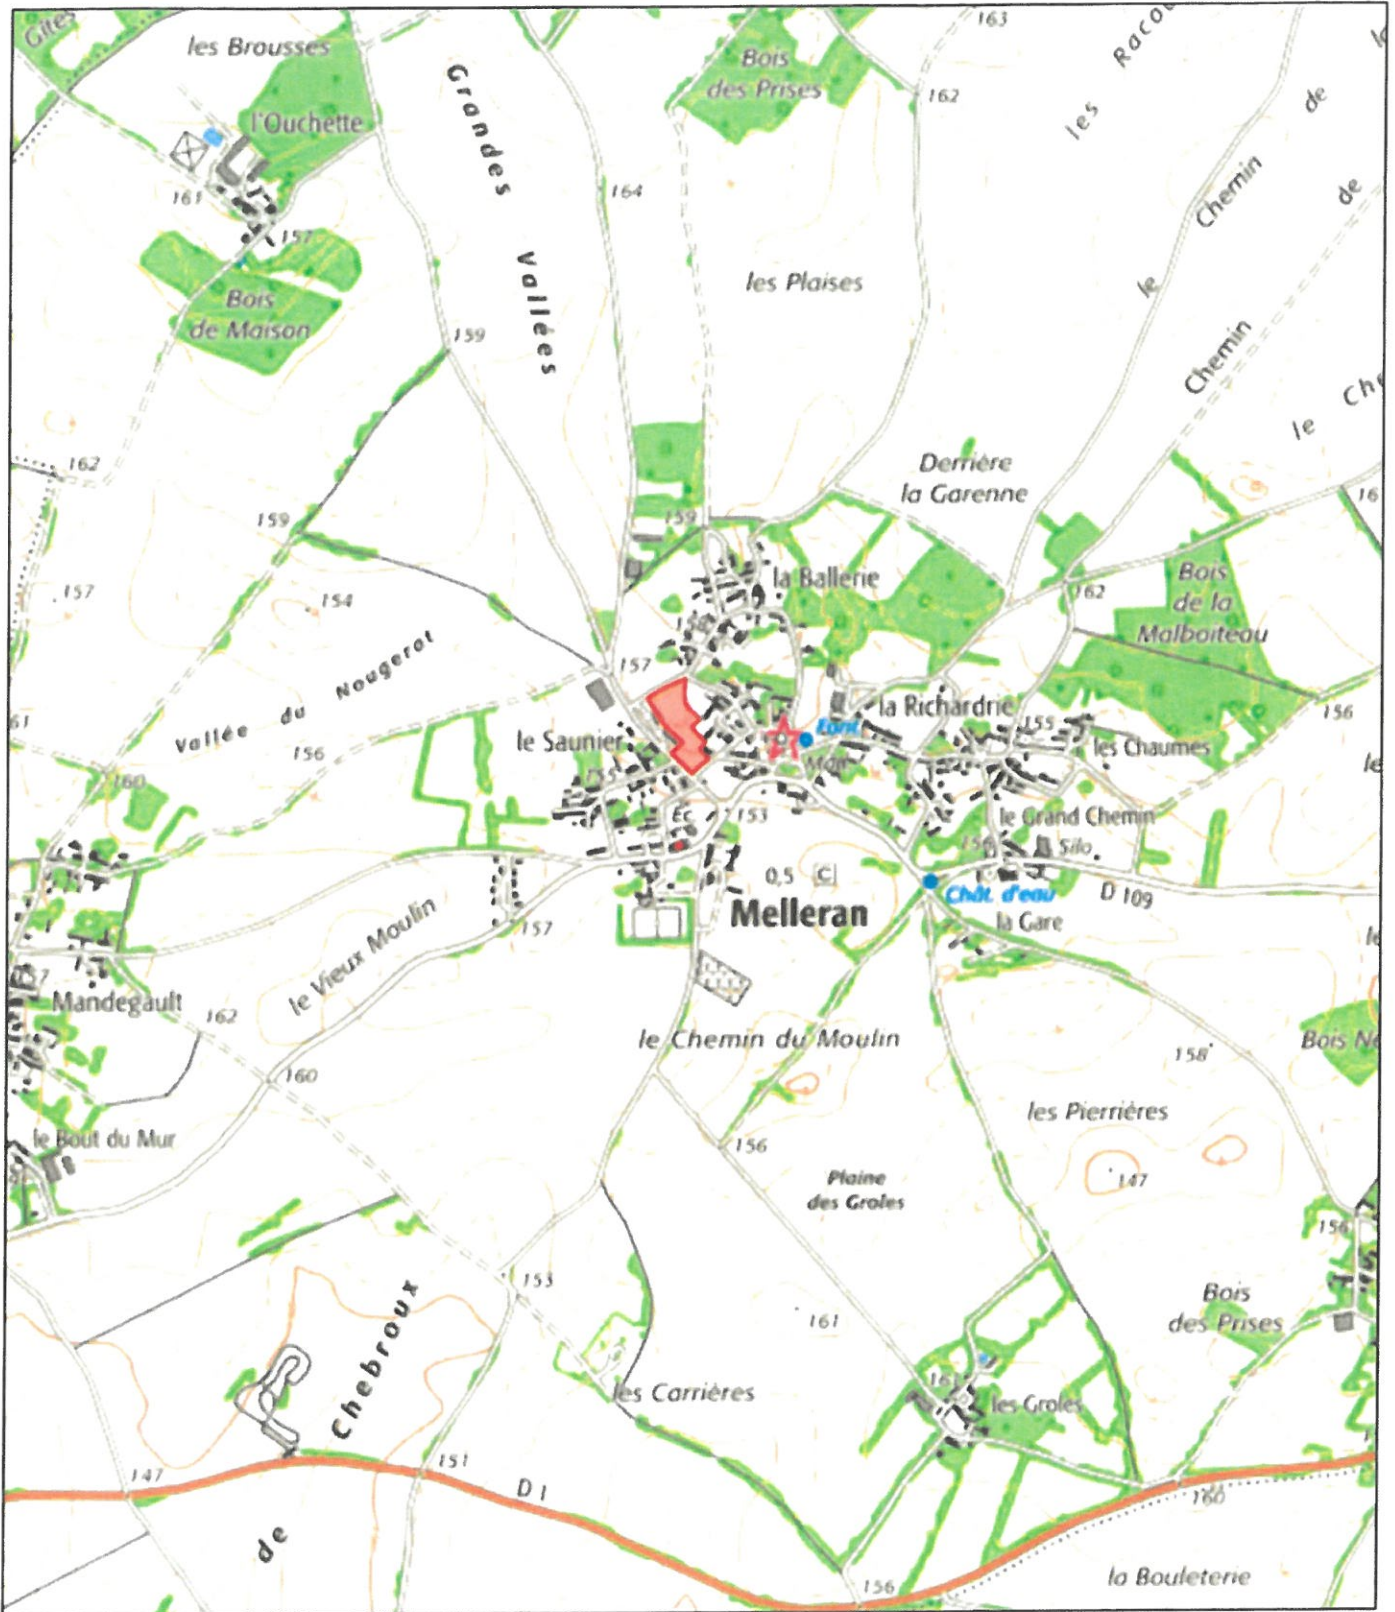 Gîtes
les Brousses
Grandes Vallées
Bois
des Prises
163
162
les
le Chemin de
Chemin de
le
l'Ouchette
161
157
164
Bois
de Maison
les Plaises
159
162
159
Derrière
la Garenne
159
157
154
la Ballerie
162
Bois
de la
Malboiteau
Vallée du Nougerot
157
156
la Richardrie
155
les Chaumes
156
le Saunier
155
Font.
160
Éc.
153
le Grand Chemin
Silo
0,5 C
Melleran
Chât. d'eau
D 109
la Gare
157
le Vieux Moulin
Mandegault
162
le Chemin du Moulin
158
160
les Pierrières
le Bout du Mur
156
Plaine
des Groles
147
156
153
Bois
des Prises
161
de Chebroux
les Carrières
les Groles
147
151
D 1
160
156
la Bouleterie